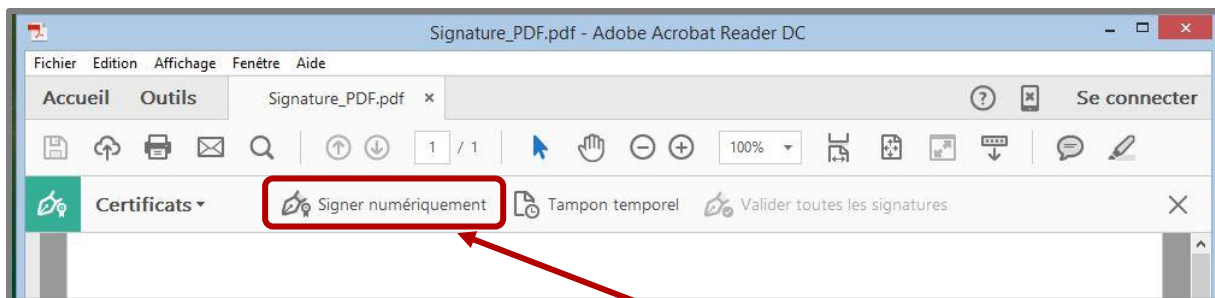 Signature_PDF.pdf - Adobe Acrobat Reader DC
Fichier Edition Affichage Fenêtre Aide
Accueil Outils Signature_PDF.pdf × Se connecter
1 / 1 100%
Certificats Signer numériquement Tampon temporel Valider toutes les signatures